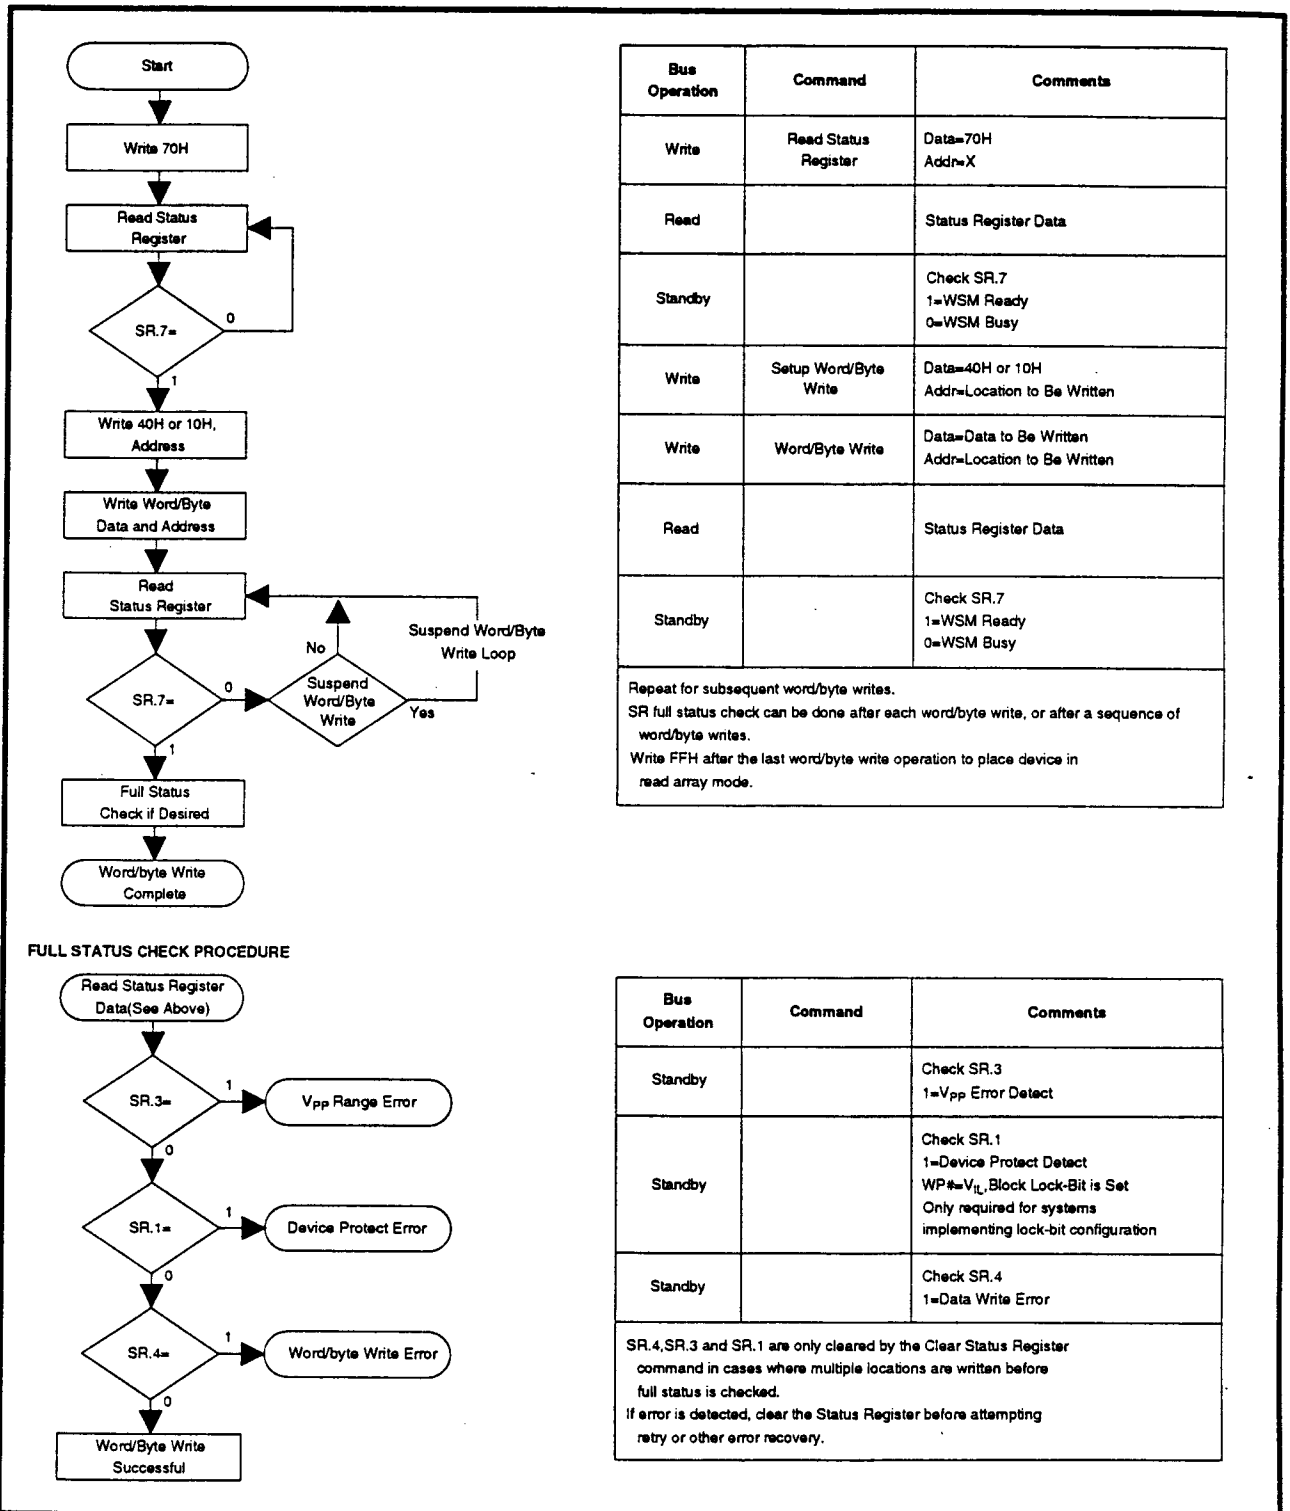 Start
Write 70H
Read Status
Register
SR.7=
0
1
Write 40H or 10H,
Address
Write Word/Byte
Data and Address
Read
Status Register
SR.7=
0
1
Suspend
Word/Byte
Write
No
Yes
Suspend Word/Byte
Write Loop
Full Status
Check if Desired
Word/byte Write
Complete
Bus
Operation
Command
Comments
Write
Read Status
Register
Data=70H
Addr=X
Read
Status Register Data
Standby
Check SR.7
1=WSM Ready
0=WSM Busy
Write
Setup Word/Byte
Write
Data=40H or 10H
Addr=Location to Be Written
Write
Word/Byte Write
Data=Data to Be Written
Addr=Location to Be Written
Read
Status Register Data
Standby
Check SR.7
1=WSM Ready
0=WSM Busy
Repeat for subsequent word/byte writes.
SR full status check can be done after each word/byte write, or after a sequence of
word/byte writes.
Write FFH after the last word/byte write operation to place device in
read array mode.
FULL STATUS CHECK PROCEDURE
Read Status Register
Data(See Above)
SR.3=
1
VPP Range Error
0
SR.1=
1
Device Protect Error
0
SR.4=
1
Word/byte Write Error
0
Word/Byte Write
Successful
Bus
Operation
Command
Comments
Standby
Check SR.3
1=VPP Error Detect
Standby
Check SR.1
1=Device Protect Detect
WP#=VIL,Block Lock-Bit is Set
Only required for systems
implementing lock-bit configuration
Standby
Check SR.4
1=Data Write Error
SR.4,SR.3 and SR.1 are only cleared by the Clear Status Register
command in cases where multiple locations are written before
full status is checked.
If error is detected, clear the Status Register before attempting
retry or other error recovery.